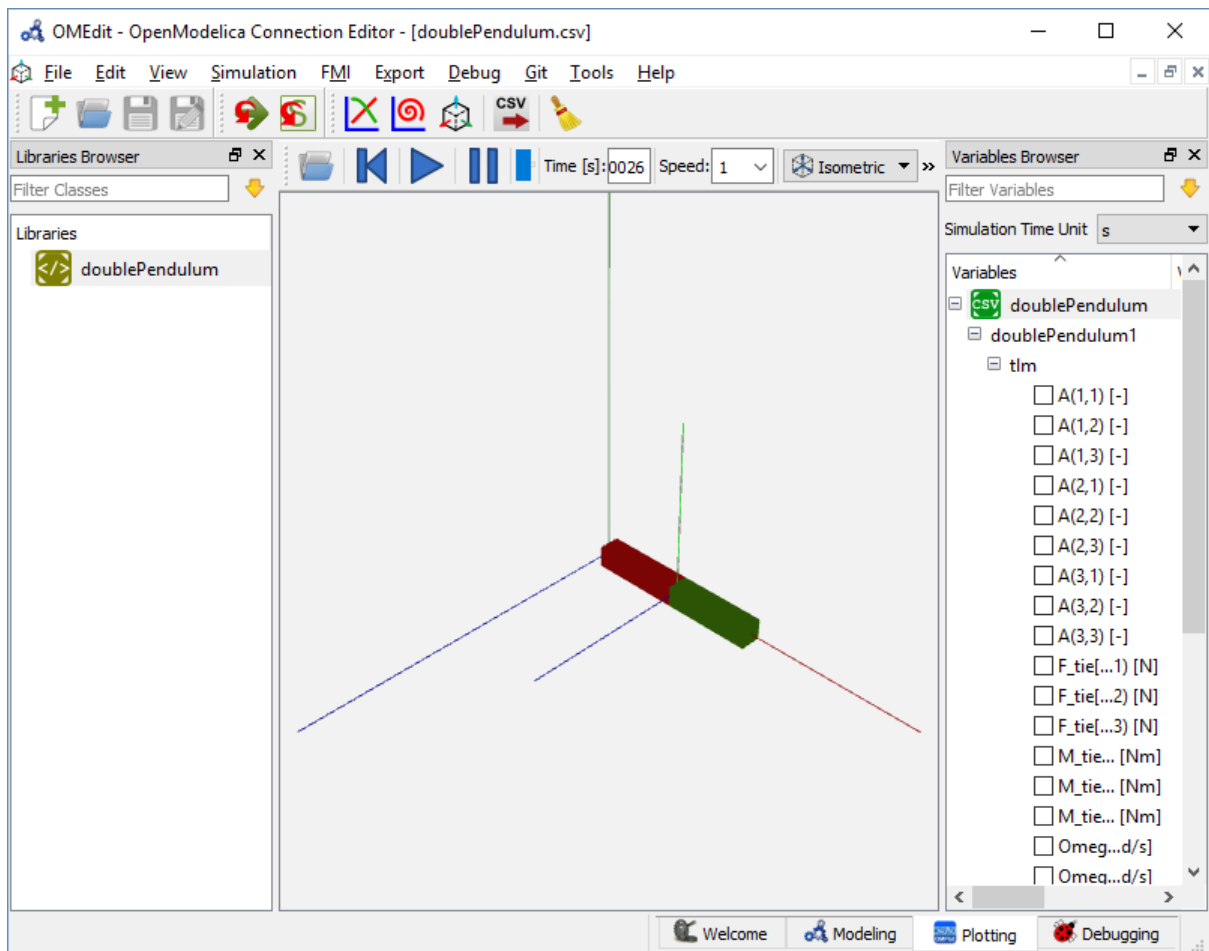 OMEdit - OpenModelica Connection Editor - [doublePendulum.csv]
File Edit View Simulation FMI Export Debug Git Tools Help
CSV
Libraries Browser
Filter Classes
Libraries
</>
doublePendulum
Time [s]: 0026 Speed: 1 Isometric »
Variables Browser
Filter Variables
Simulation Time Unit s
Variables
CSV doublePendulum
doublePendulum1
tlm
A(1,1) [-]
A(1,2) [-]
A(1,3) [-]
A(2,1) [-]
A(2,2) [-]
A(2,3) [-]
A(3,1) [-]
A(3,2) [-]
A(3,3) [-]
F_tie[...1) [N]
F_tie[...2) [N]
F_tie[...3) [N]
M_tie... [Nm]
M_tie... [Nm]
M_tie... [Nm]
Omeg...d/s]
Omeg...d/s]
Welcome Modeling Plotting Debugging